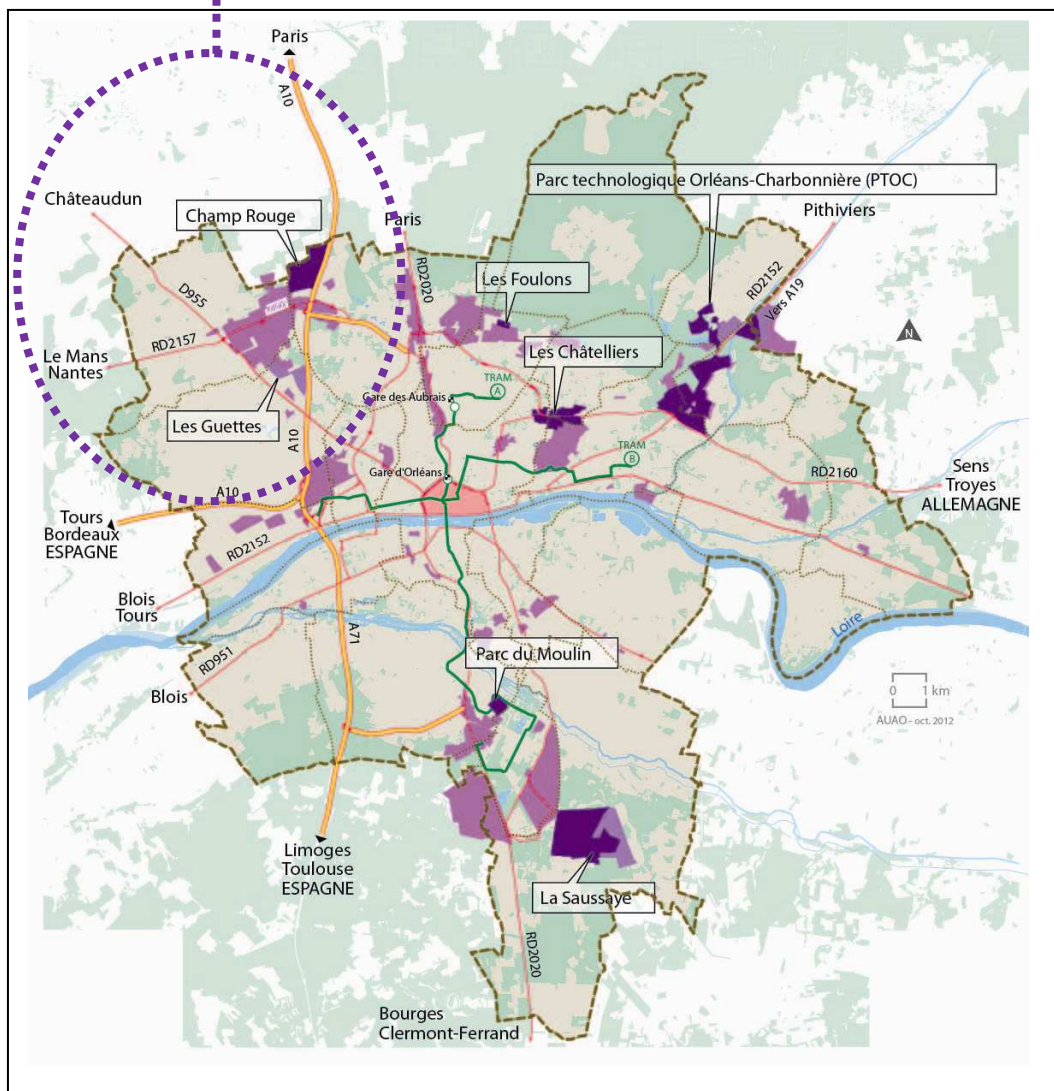 Paris
A10
Parc technologique Orléans-Charbonnière (PTOC)
Châteaudun
Champ Rouge
Paris
Pithiviers
RD2020
RD2152
Vers A19
Les Foulons
D955
N
RD2157
Le Mans
Nantes
Les Châtelliers
TRAM
A
Gare des Aubrais
Les Guettes
A10
TRAM
B
Gare d'Orléans
RD2160
Sens
Troyes
ALLEMAGNE
A10
Tours
Bordeaux
ESPAGNE
RD2152
Blois
Tours
A71
Loire
RD951
Parc du Moulin
Blois
0 1 km
AUAO - oct. 2012
Limoges
Toulouse
ESPAGNE
La Saussaye
RD2020
Bourges
Clermont-Ferrand